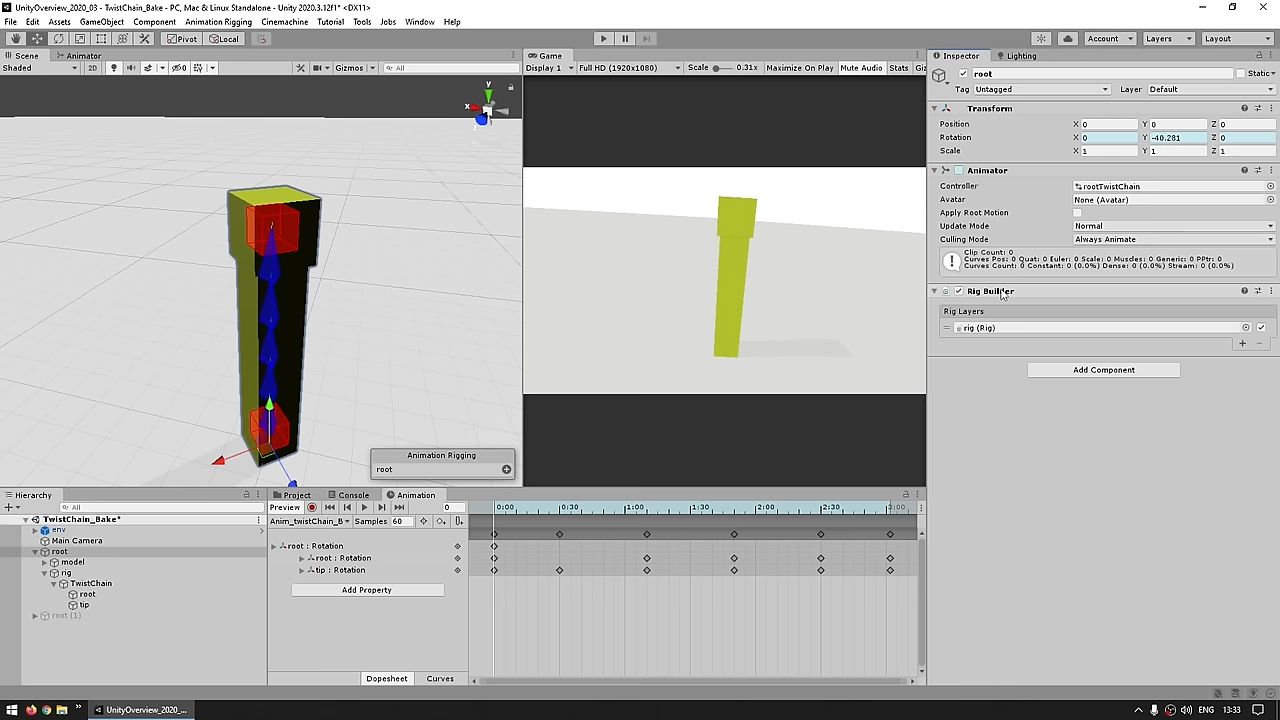 UnityOverview_2020_03 - TwistChain_Bake - PC, Mac & Linux Standalone - Unity 2020.3.12f1* <DX11>
File Edit Assets GameObject Component Animation Rigging Cinemachine Tutorial Tools Jobs Window Help
Pivot Local Account Layers Layout
Scene Animator
Shaded 2D 0 Gizmos All
y
x
z
Animation Rigging
root
Game
Display 1 Full HD (1920x1080) Scale 0.31x Maximize On Play Mute Audio Stats Giz
Inspector Lighting
root Static
Tag Untagged Layer Default
Transform
Position X 0 Y 0 Z 0
Rotation X 0 Y -40.281 Z 0
Scale X 1 Y 1 Z 1
Animator
Controller rootTwistChain
Avatar None (Avatar)
Apply Root Motion
Update Mode Normal
Culling Mode Always Animate
Clip Count: 0
Curves Pos: 0 Quat: 0 Euler: 0 Scale: 0 Muscles: 0 Generic: 0 PPtr: 0
Curves Count: 0 Constant: 0 (0.0%) Dense: 0 (0.0%) Stream: 0 (0.0%)
Rig Builder
Rig Layers
rig (Rig)
Add Component
Hierarchy
All
TwistChain_Bake*
env
Main Camera
root
model
rig
TwistChain
root
tip
root (1)
Project Console Animation
Preview 0 0:00 0:30 1:00 1:30 2:00 2:30 3:00
Anim_twistChain_B Samples 60
root : Rotation
root : Rotation
tip : Rotation
Add Property
Dopesheet Curves
UnityOverview_2020_... ENG 13:33